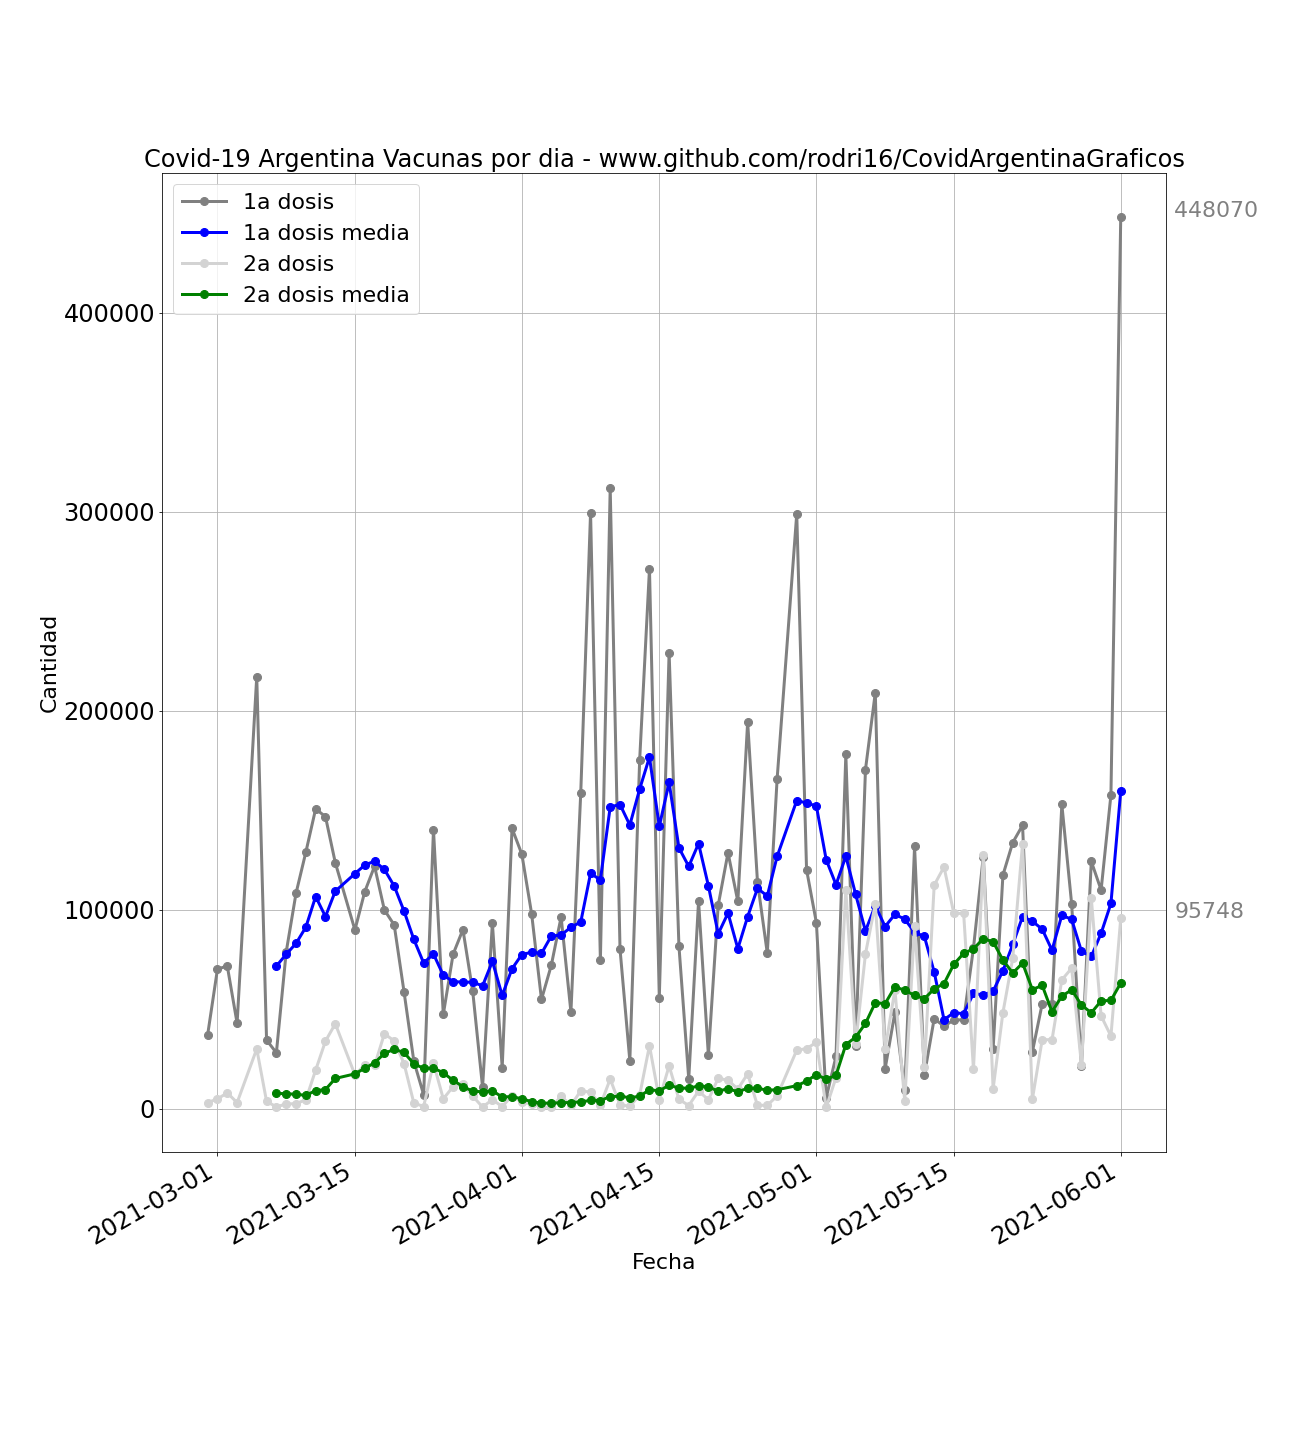 Covid-19 Argentina Vacunas por dia - www.github.com/rodri16/CovidArgentinaGraficos
1a dosis
1a dosis media
2a dosis
2a dosis media
448070
95748
400000
300000
200000
100000
0
Cantidad
2021-03-01
2021-03-15
2021-04-01
2021-04-15
2021-05-01
2021-05-15
2021-06-01
Fecha